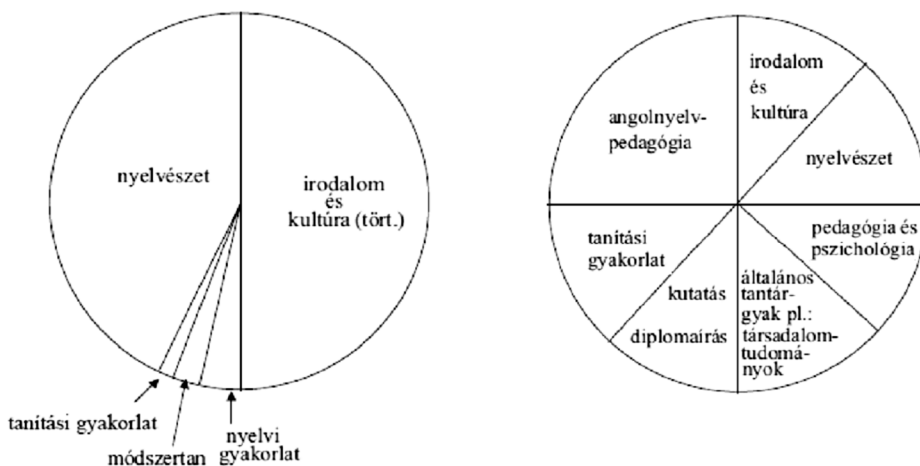 nyelvészet
irodalom
és
kultúra (tört.)
tanítási gyakorlat
módszertan
nyelvi
gyakorlat
angolnyelv-
pedagógia
irodalom
és
kultúra
nyelvészet
pedagógia és
pszichológia
általános
tantár-
gyak pl.:
társadalom-
tudomá-
nyok
kutatás
diplomaírás
tanítási
gyakorlat